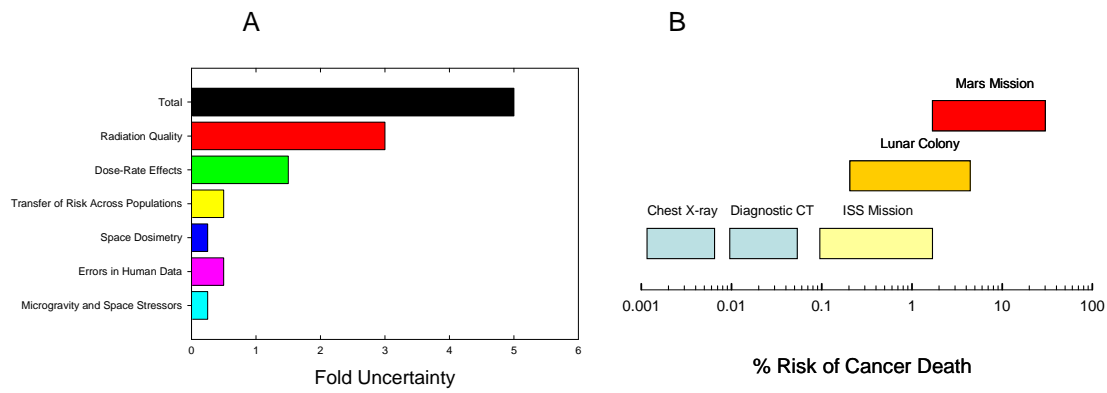 A
Total
Radiation Quality
Dose-Rate Effects
Transfer of Risk Across Populations
Space Dosimetry
Errors in Human Data
Microgravity and Space Stressors
0 1 2 3 4 5 6
Fold Uncertainty
B
Mars Mission
Lunar Colony
Chest X-ray Diagnostic CT ISS Mission
0.001 0.01 0.1 1 10 100
% Risk of Cancer Death